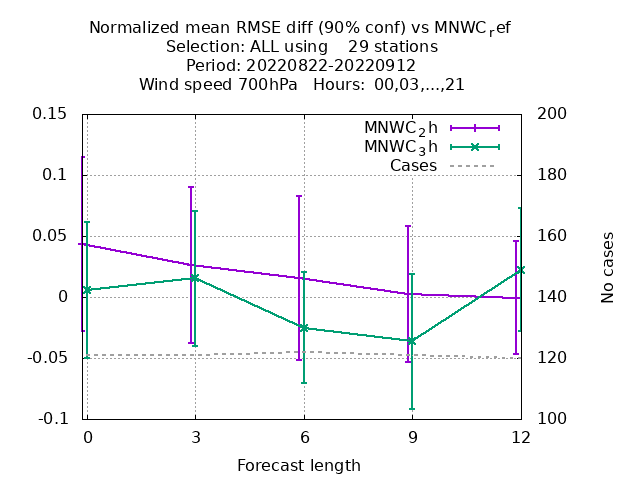 Normalized mean RMSE diff (90% conf) vs MNWC_ref
Selection: ALL using 29 stations
Period: 20220822-20220912
Wind speed 700hPa Hours: 00,03,...,21
MNWC_2h
MNWC_3h
Cases
0.15
0.1
0.05
0
-0.05
-0.1
200
180
160
140
120
100
No cases
0 3 6 9 12
Forecast length